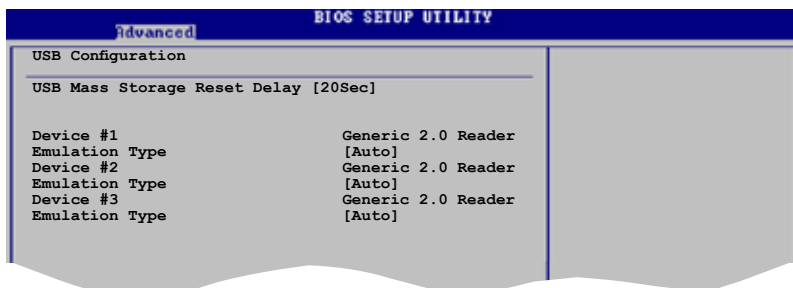 BIOS SETUP UTILITY
Advanced
USB Configuration
USB Mass Storage Reset Delay [20Sec]
Device #1 Generic 2.0 Reader
Emulation Type [Auto]
Device #2 Generic 2.0 Reader
Emulation Type [Auto]
Device #3 Generic 2.0 Reader
Emulation Type [Auto]